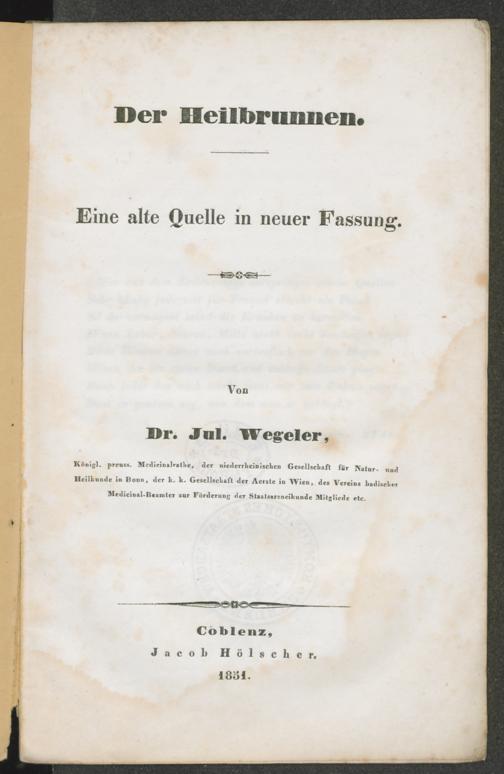 Der Heilbrunnen.
Eine alte Quelle in neuer Fassung.
Von
Dr. Jul. Wegeler,
Königl. preuss. Medicinalrathe, der niederrheinischen Gesellschaft für Natur- und
Heilkunde in Bonn, der k. k. Gesellschaft der Aerzte in Wien, des Vereins badischer
Medicinal-Beamter zur Förderung der Staatsarzneikunde Mitgliede etc.
Coblenz,
Jacob Hölscher.
1851.